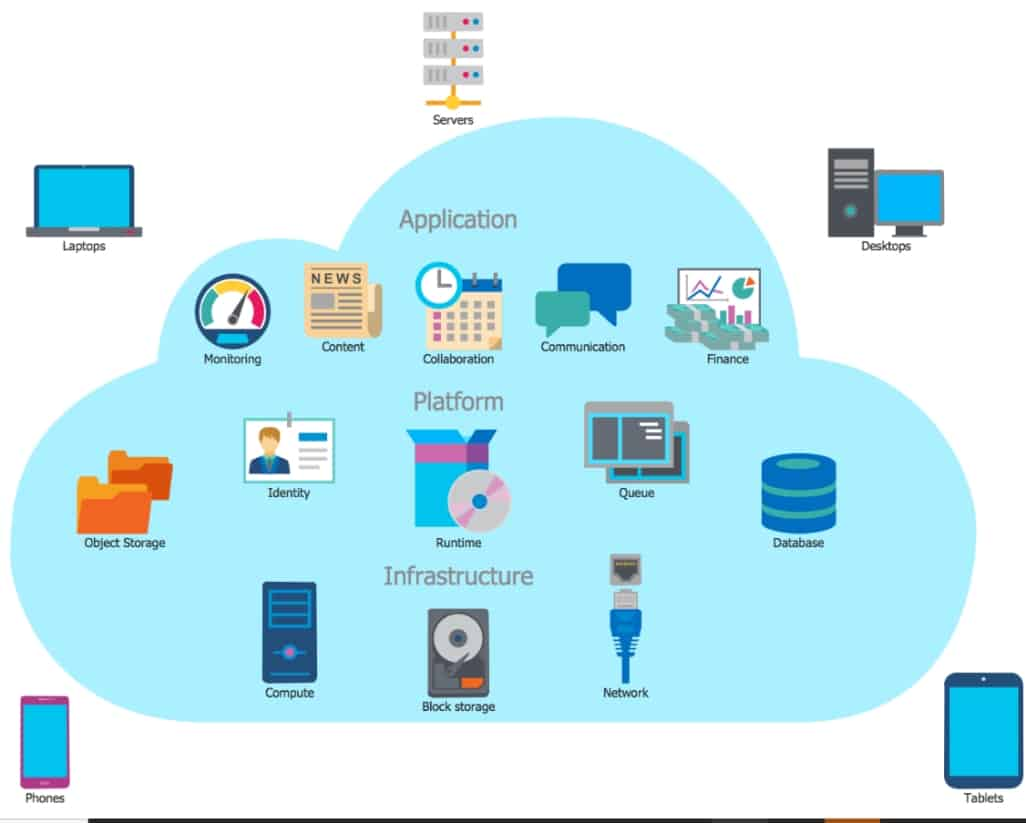 Servers
Laptops
Desktops
Application
NEWS
Monitoring
Content
Collaboration
Communication
Finance
Platform
Identity
Queue
Object Storage
Runtime
Database
Infrastructure
Compute
Block storage
Network
Phones
Tablets